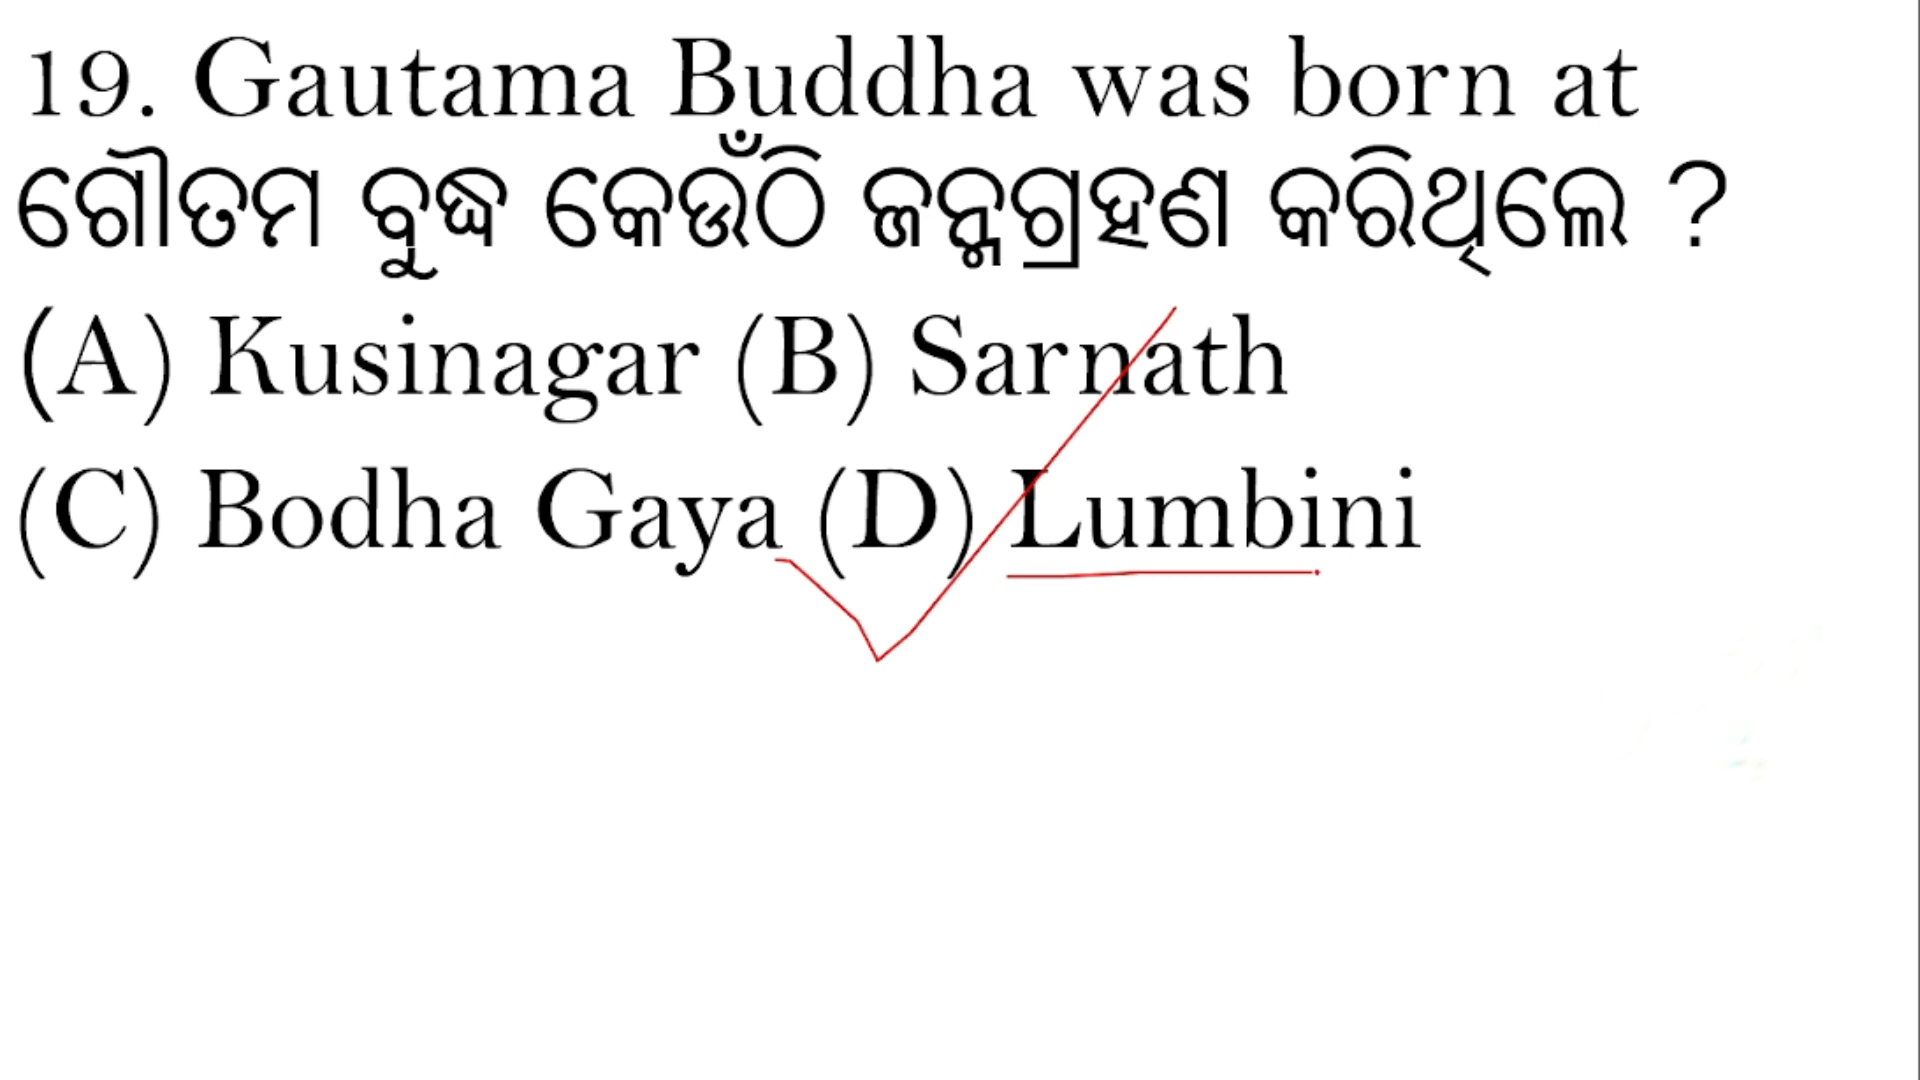 19. Gautama Buddha was born at
ଗୌତମ ବୁଦ୍ଧ କେଉଁଠି ଜନ୍ମଗ୍ରହଣ କରିଥିଲେ ?
(A) Kusinagar (B) Sarnath
(C) Bodha Gaya (D) Lumbini